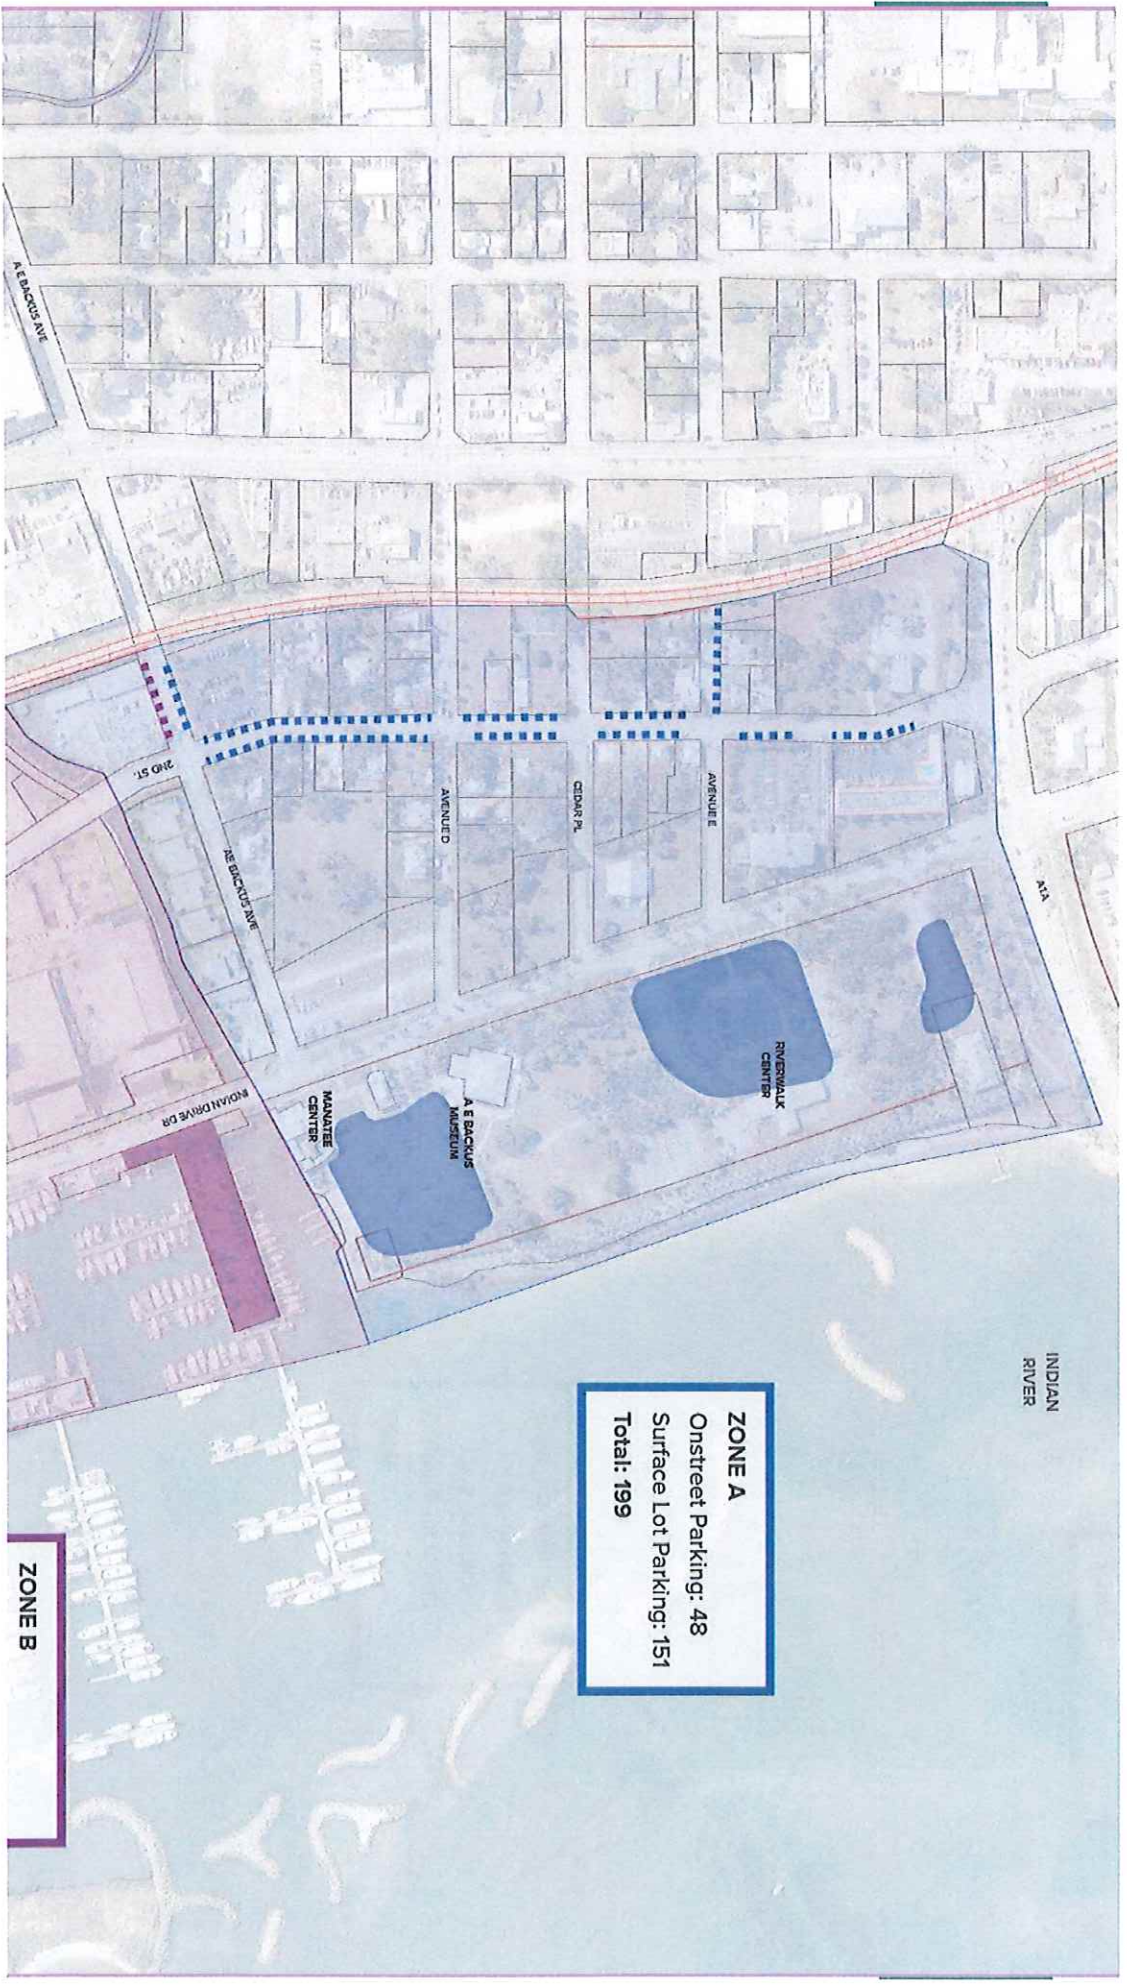 INDIAN
RIVER
A1A
ZONE A
Onstreet Parking: 48
Surface Lot Parking: 151
Total: 199
RIVERWALK
CENTER
AVENUE E
CEDAR PL
A E BACKUS
MUSEUM
AVENUE D
MANATEE
CENTER
AE BACKUS AVE
INDIAN DRIVE DR
2ND ST.
A E BACKUS AVE
ZONE B